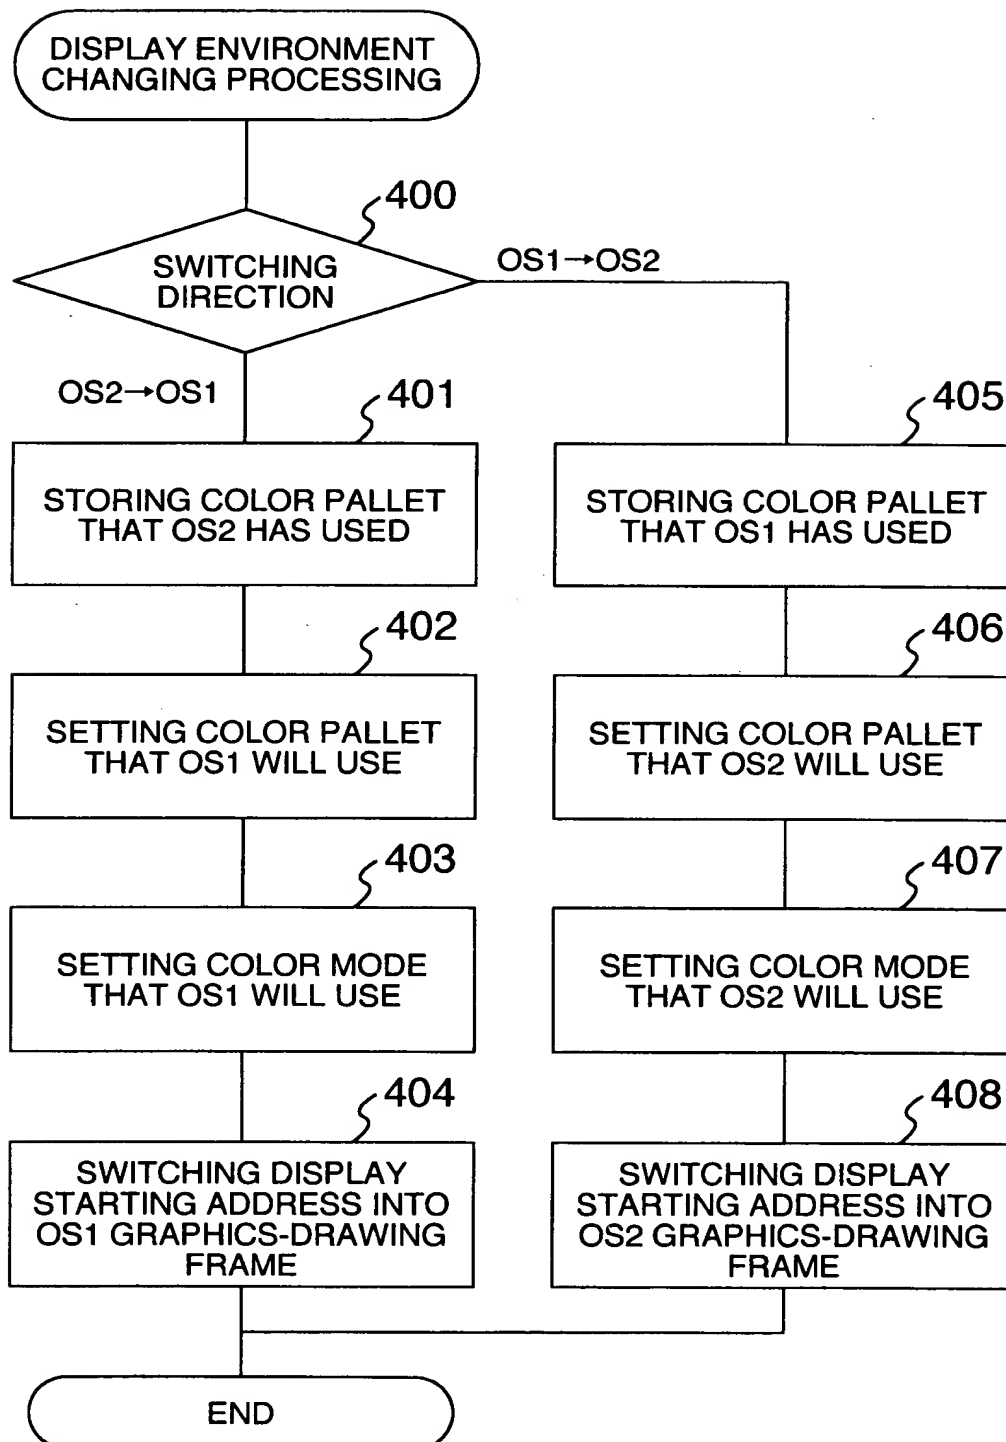 DISPLAY ENVIRONMENT
CHANGING PROCESSING
400
SWITCHING
DIRECTION
OS1→OS2
OS2→OS1
401
STORING COLOR PALLET
THAT OS2 HAS USED
402
SETTING COLOR PALLET
THAT OS1 WILL USE
403
SETTING COLOR MODE
THAT OS1 WILL USE
404
SWITCHING DISPLAY
STARTING ADDRESS INTO
OS1 GRAPHICS-DRAWING
FRAME
405
STORING COLOR PALLET
THAT OS1 HAS USED
406
SETTING COLOR PALLET
THAT OS2 WILL USE
407
SETTING COLOR MODE
THAT OS2 WILL USE
408
SWITCHING DISPLAY
STARTING ADDRESS INTO
OS2 GRAPHICS-DRAWING
FRAME
END